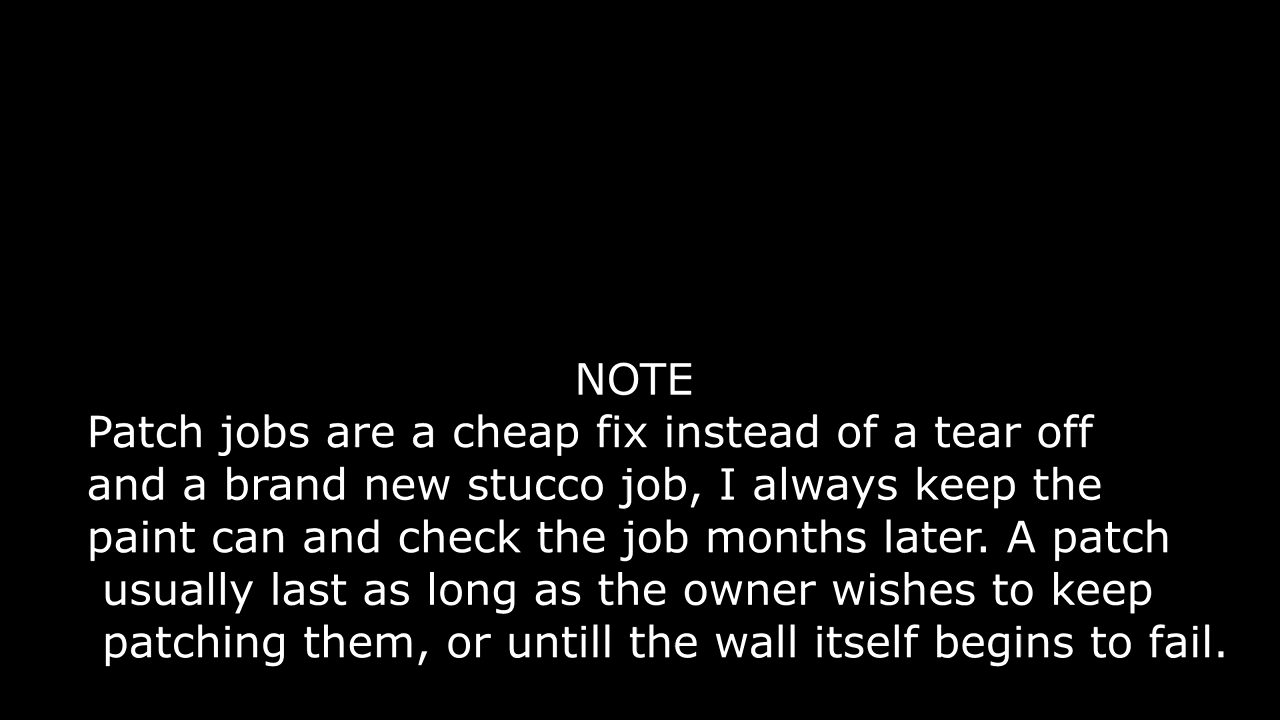 NOTE
Patch jobs are a cheap fix instead of a tear off
and a brand new stucco job, I always keep the
paint can and check the job months later. A patch
usually last as long as the owner wishes to keep
patching them, or untill the wall itself begins to fail.